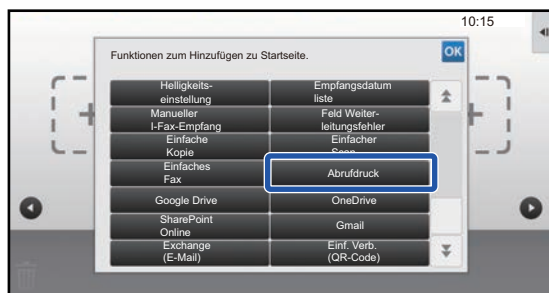 10:15
Funktionen zum Hinzufügen zu Startseite.
OK
Helligkeits-
einstellung
Empfangsdatum
liste
Manueller
I-Fax-Empfang
Feld Weiter-
leitungsfehler
Einfache
Kopie
Einfacher
Scan
Einfaches
Fax
Abrufdruck
Google Drive
OneDrive
SharePoint
Online
Gmail
Exchange
(E-Mail)
Einf. Verb.
(QR-Code)